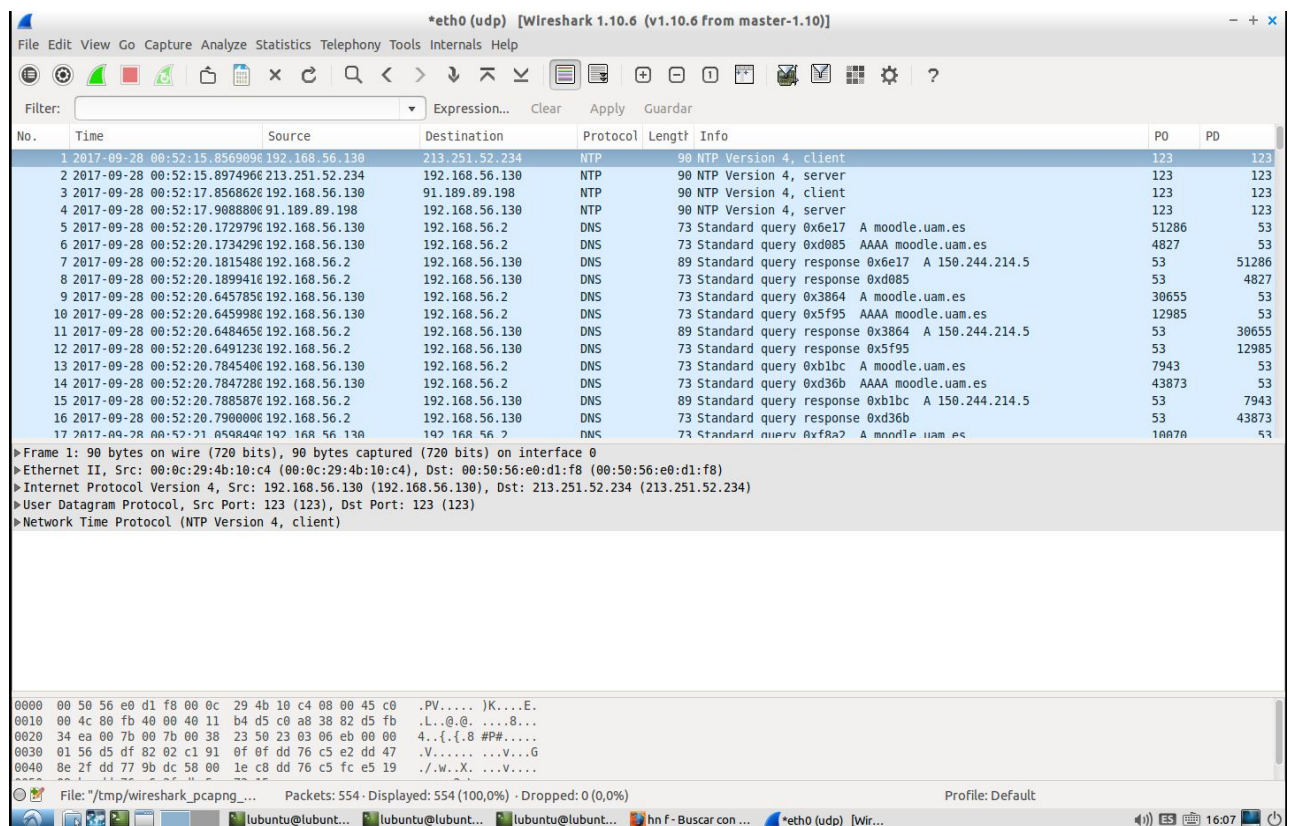 *eth0 (udp) [Wireshark 1.10.6 (v1.10.6 from master-1.10)]
File Edit View Go Capture Analyze Statistics Telephony Tools Internals Help
Filter: Expression... Clear Apply Guardar
No. Time Source Destination Protocol Length Info PO PD
1 2017-09-28 00:52:15.8569090 192.168.56.130 213.251.52.234 NTP 90 NTP Version 4, client 123 123
2 2017-09-28 00:52:15.8974960 213.251.52.234 192.168.56.130 NTP 90 NTP Version 4, server 123 123
3 2017-09-28 00:52:17.8568620 192.168.56.130 91.189.89.198 NTP 90 NTP Version 4, client 123 123
4 2017-09-28 00:52:17.9088800 91.189.89.198 192.168.56.130 NTP 90 NTP Version 4, server 123 123
5 2017-09-28 00:52:20.1729790 192.168.56.130 192.168.56.2 DNS 73 Standard query 0x6e17 A moodle.uam.es 51286 53
6 2017-09-28 00:52:20.1734290 192.168.56.130 192.168.56.2 DNS 73 Standard query 0xd085 AAAA moodle.uam.es 4827 53
7 2017-09-28 00:52:20.1815480 192.168.56.2 192.168.56.130 DNS 89 Standard query response 0x6e17 A 150.244.214.5 53 51286
8 2017-09-28 00:52:20.1899410 192.168.56.2 192.168.56.130 DNS 73 Standard query response 0xd085 53 4827
9 2017-09-28 00:52:20.6457850 192.168.56.130 192.168.56.2 DNS 73 Standard query 0x3864 A moodle.uam.es 30655 53
10 2017-09-28 00:52:20.6459980 192.168.56.130 192.168.56.2 DNS 73 Standard query 0x5f95 AAAA moodle.uam.es 12985 53
11 2017-09-28 00:52:20.6484650 192.168.56.2 192.168.56.130 DNS 89 Standard query response 0x3864 A 150.244.214.5 53 30655
12 2017-09-28 00:52:20.6491230 192.168.56.2 192.168.56.130 DNS 73 Standard query response 0x5f95 53 12985
13 2017-09-28 00:52:20.7845400 192.168.56.130 192.168.56.2 DNS 73 Standard query 0xb1bc A moodle.uam.es 7943 53
14 2017-09-28 00:52:20.7847280 192.168.56.130 192.168.56.2 DNS 73 Standard query 0xd36b AAAA moodle.uam.es 43873 53
15 2017-09-28 00:52:20.7885870 192.168.56.2 192.168.56.130 DNS 89 Standard query response 0xb1bc A 150.244.214.5 53 7943
16 2017-09-28 00:52:20.7900000 192.168.56.2 192.168.56.130 DNS 73 Standard query response 0xd36b 53 43873
17 2017-09-28 00:52:21.0598490 192.168.56.130 192.168.56.2 DNS 73 Standard query 0xf8a2 A moodle.uam.es 10070 53
Frame 1: 90 bytes on wire (720 bits), 90 bytes captured (720 bits) on interface 0
Ethernet II, Src: 00:0c:29:4b:10:c4 (00:0c:29:4b:10:c4), Dst: 00:50:56:e0:d1:f8 (00:50:56:e0:d1:f8)
Internet Protocol Version 4, Src: 192.168.56.130 (192.168.56.130), Dst: 213.251.52.234 (213.251.52.234)
User Datagram Protocol, Src Port: 123 (123), Dst Port: 123 (123)
Network Time Protocol (NTP Version 4, client)
0000 00 50 56 e0 d1 f8 00 0c 29 4b 10 c4 08 00 45 c0 .PV..... )K....E.
0010 00 4c 80 fb 40 00 40 11 b4 d5 c0 a8 38 82 d5 fb .L..@.@. ....8...
0020 34 ea 00 7b 00 7b 00 38 23 50 23 03 06 eb 00 00 4..{.{.8 #P#.....
0030 01 56 d5 df 82 02 c1 91 0f 0f dd 76 c5 e2 dd 47 .V...... ...v...G
0040 8e 2f dd 77 9b dc 58 00 1e c8 dd 76 c5 fc e5 19 ./.w..X. ...v....
File: "/tmp/wireshark_pcapng_... Packets: 554 · Displayed: 554 (100,0%) · Dropped: 0 (0,0%) Profile: Default
lubuntu@lubunt... lubuntu@lubunt... lubuntu@lubunt... hn f - Buscar con ... *eth0 (udp) [Wir... ES 16:07